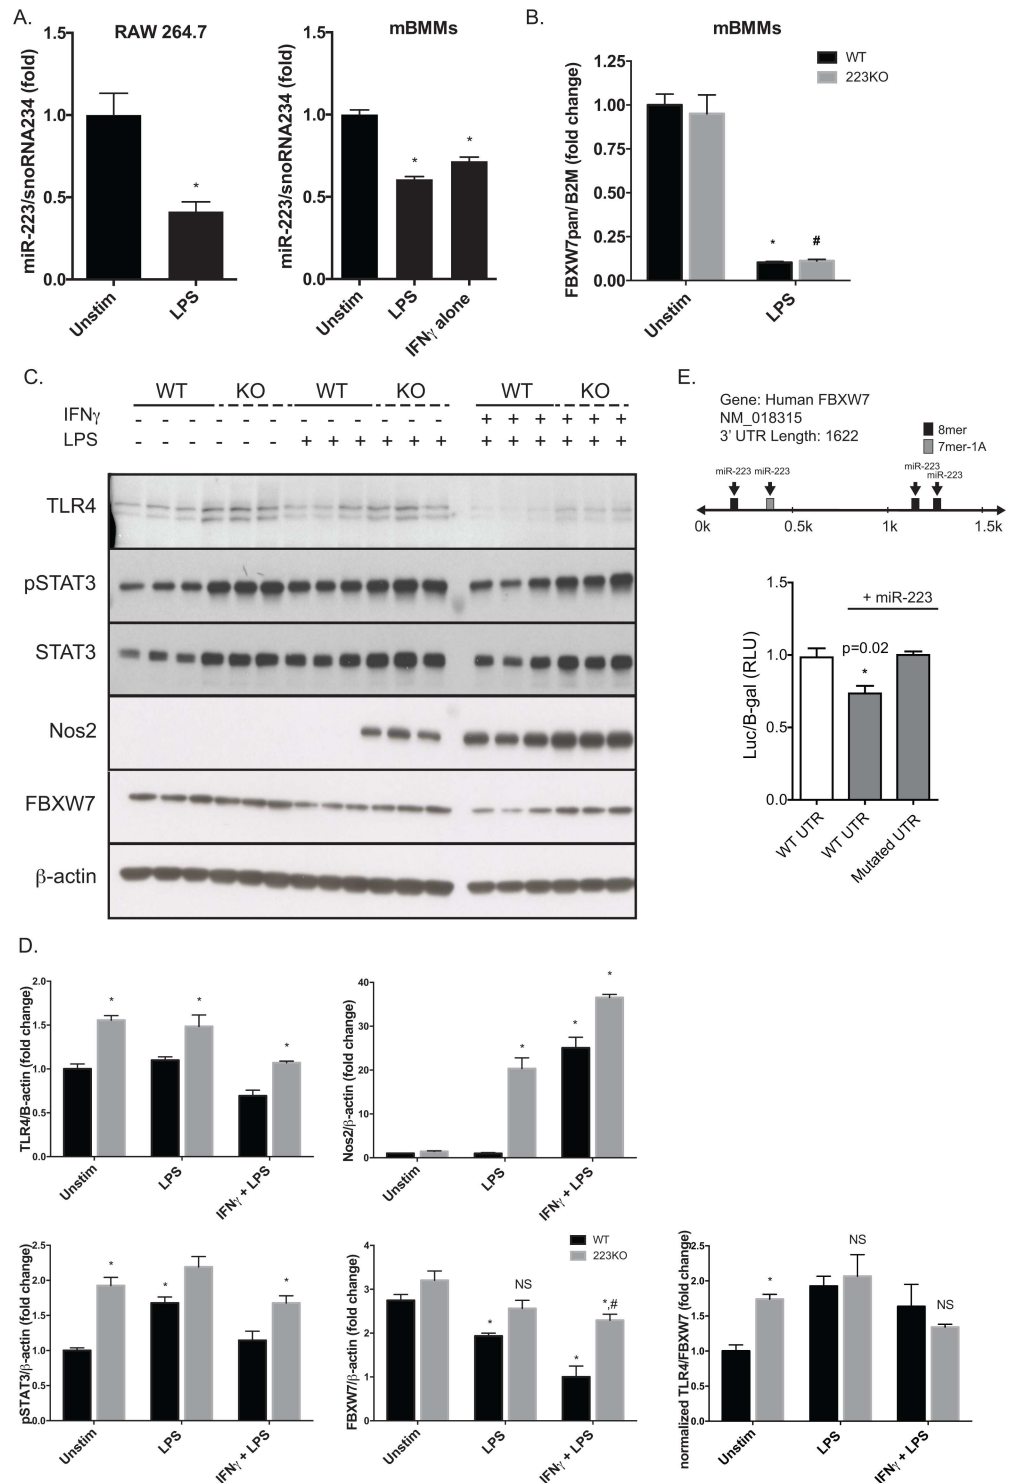 A.
RAW 264.7
miR-223/snoRNA234 (fold)
1.5
1.0
0.5
0.0
Unstim
LPS
*
mBMMs
miR-223/snoRNA234 (fold)
1.5
1.0
0.5
0.0
Unstim
LPS
IFNγ alone
*
*
B.
mBMMs
WT
223KO
FBXW7pan/ B2M (fold change)
1.25
1.00
0.75
0.50
0.25
0.00
Unstim
LPS
*
#
C.
WT KO WT KO WT KO
IFNγ - - - - - - - - - - - - + + + + + +
LPS - - - - - - + + + + + + + + + + + +
TLR4
pSTAT3
STAT3
Nos2
FBXW7
β-actin
E.
Gene: Human FBXW7
NM_018315
3' UTR Length: 1622
8mer
7mer-1A
miR-223 miR-223 miR-223 miR-223
0k 0.5k 1k 1.5k
+ miR-223
p=0.02
*
Luc/B-gal (RLU)
1.5
1.0
0.5
0.0
WT UTR
WT UTR
Mutated UTR
D.
TLR4/B-actin (fold change)
2.0
1.5
1.0
0.5
0.0
Unstim
LPS
IFNγ + LPS
*
*
*
Nos2/β-actin (fold change)
40
30
20
10
0
Unstim
LPS
IFNγ + LPS
*
*
*
pSTAT3/β-actin (fold change)
2.5
2.0
1.5
1.0
0.5
0.0
Unstim
LPS
IFNγ + LPS
*
*
*
WT
223KO
FBXW7/β-actin (fold change)
4
3
2
1
0
Unstim
LPS
IFNγ + LPS
*
NS
*
*,#
normalized TLR4/FBXW7 (fold change)
2.5
2.0
1.5
1.0
0.5
0.0
Unstim
LPS
IFNγ + LPS
*
NS
NS